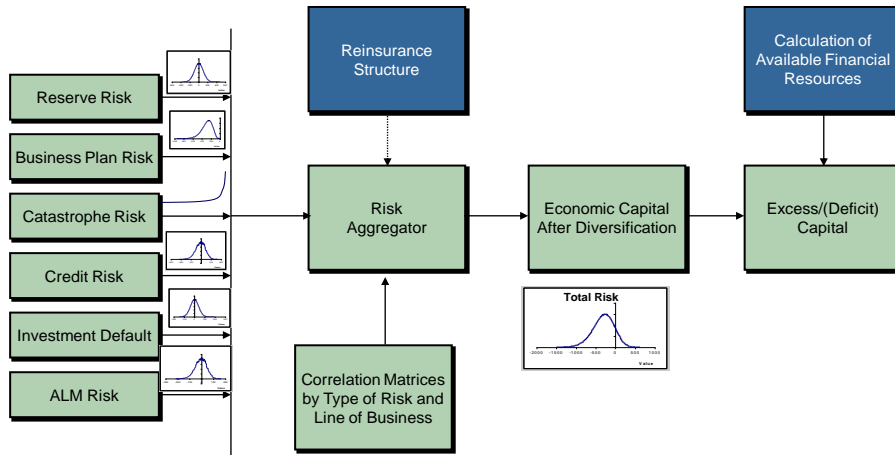 Reinsurance
Structure
Calculation of
Available Financial
Resources
Reserve Risk
Business Plan Risk
Catastrophe Risk
Credit Risk
Investment Default
ALM Risk
Risk
Aggregator
Economic Capital
After Diversification
Excess/(Deficit)
Capital
Total Risk
-2000 -1500 -1000 -500 0 500 1000
Value
Correlation Matrices
by Type of Risk and
Line of Business